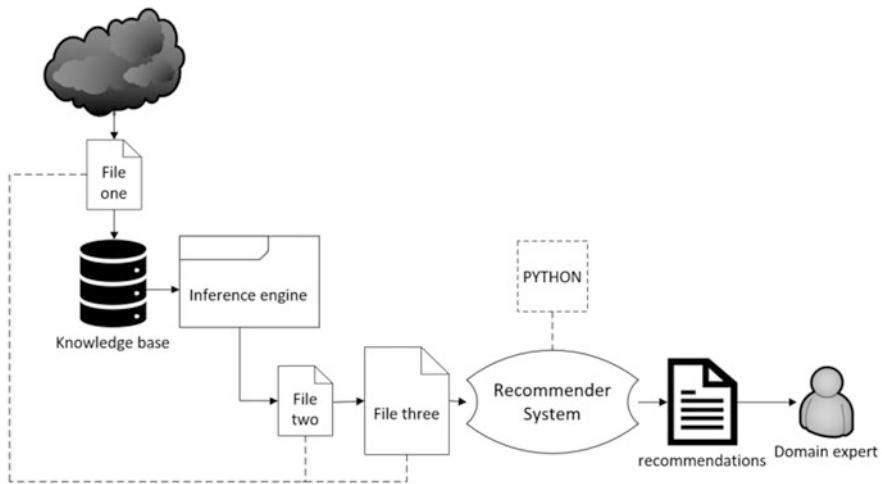 File
one
Knowledge base
Inference engine
File
two
File three
PYTHON
Recommender
System
recommendations
Domain expert